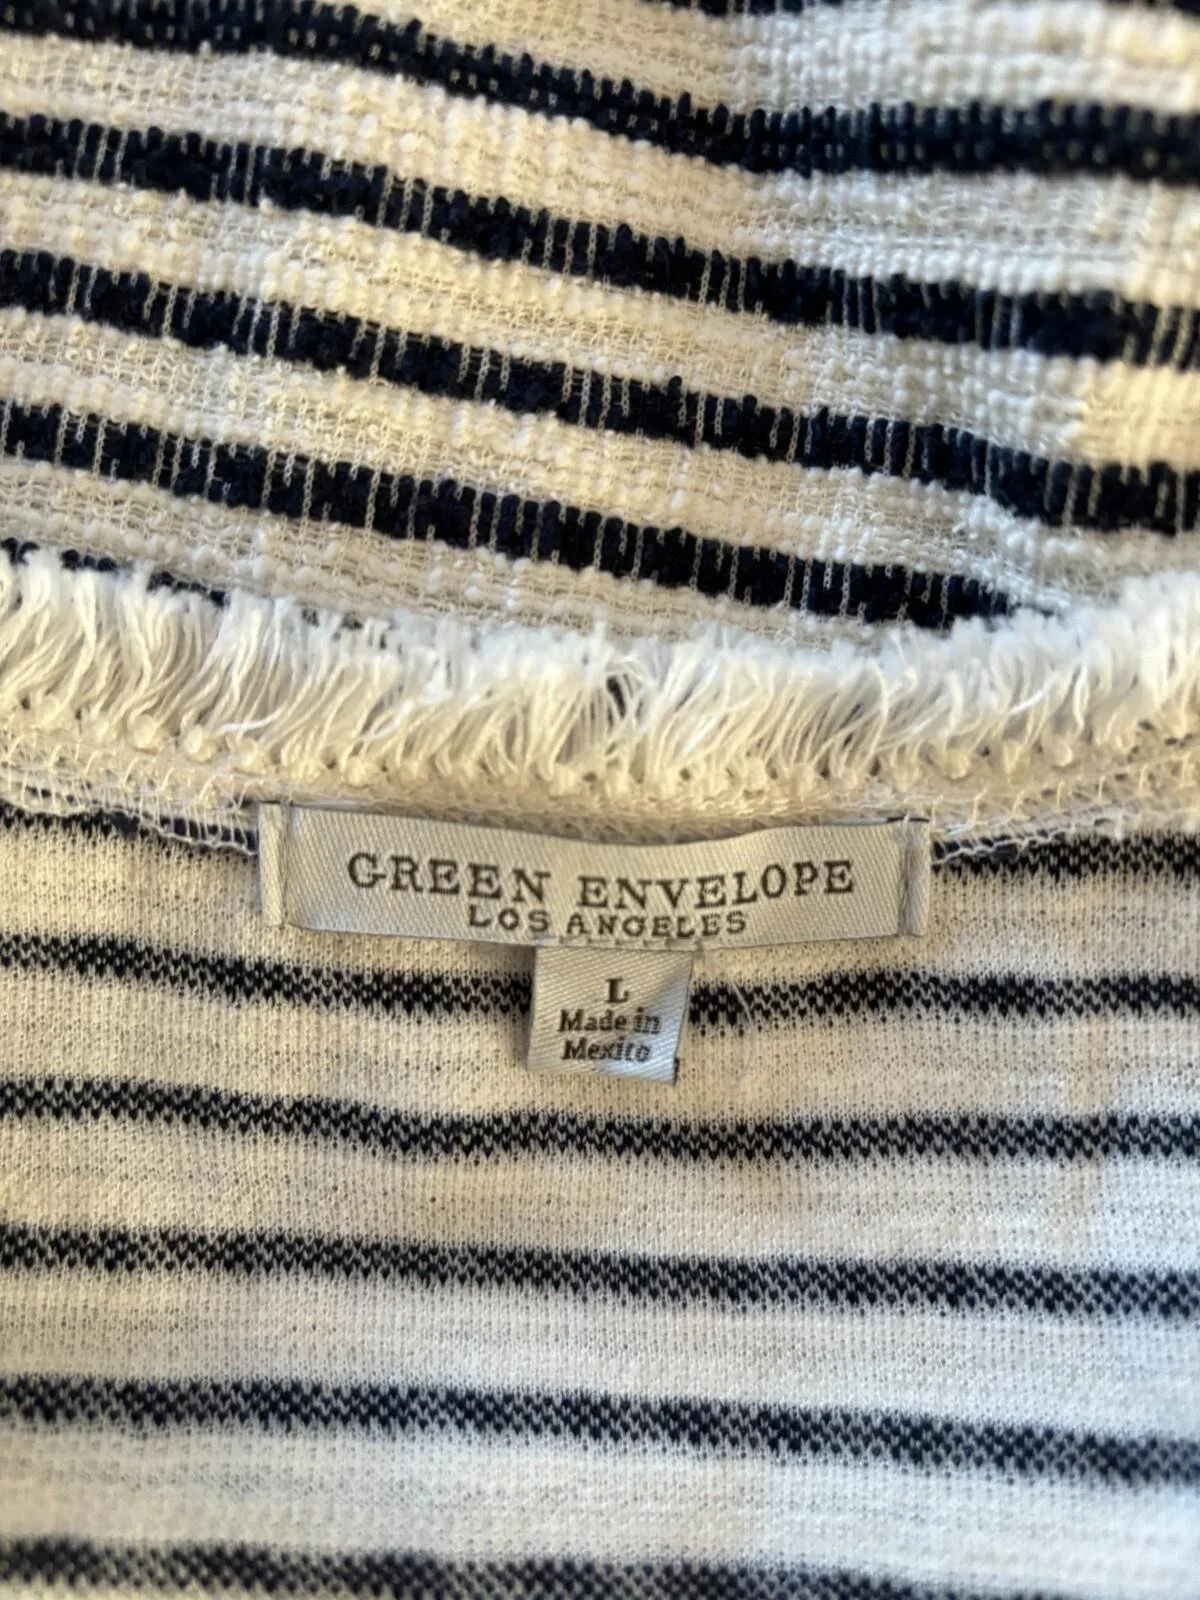 GREEN ENVELOPE
LOS ANGELES
L
Made in
Mexico